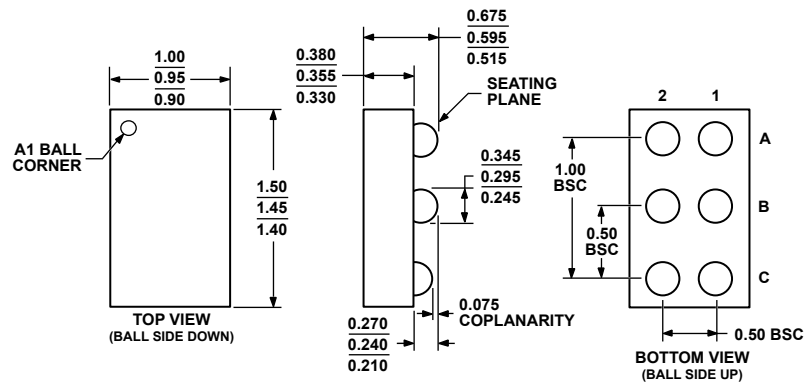 1.00
0.95
0.90
A1 BALL
CORNER
1.50
1.45
1.40
TOP VIEW
(BALL SIDE DOWN)
0.675
0.595
0.515
0.380
0.355
0.330
SEATING
PLANE
0.345
0.295
0.245
0.075
COPLANARITY
0.270
0.240
0.210
2 1
A
B
C
1.00
BSC
0.50
BSC
0.50 BSC
BOTTOM VIEW
(BALL SIDE UP)